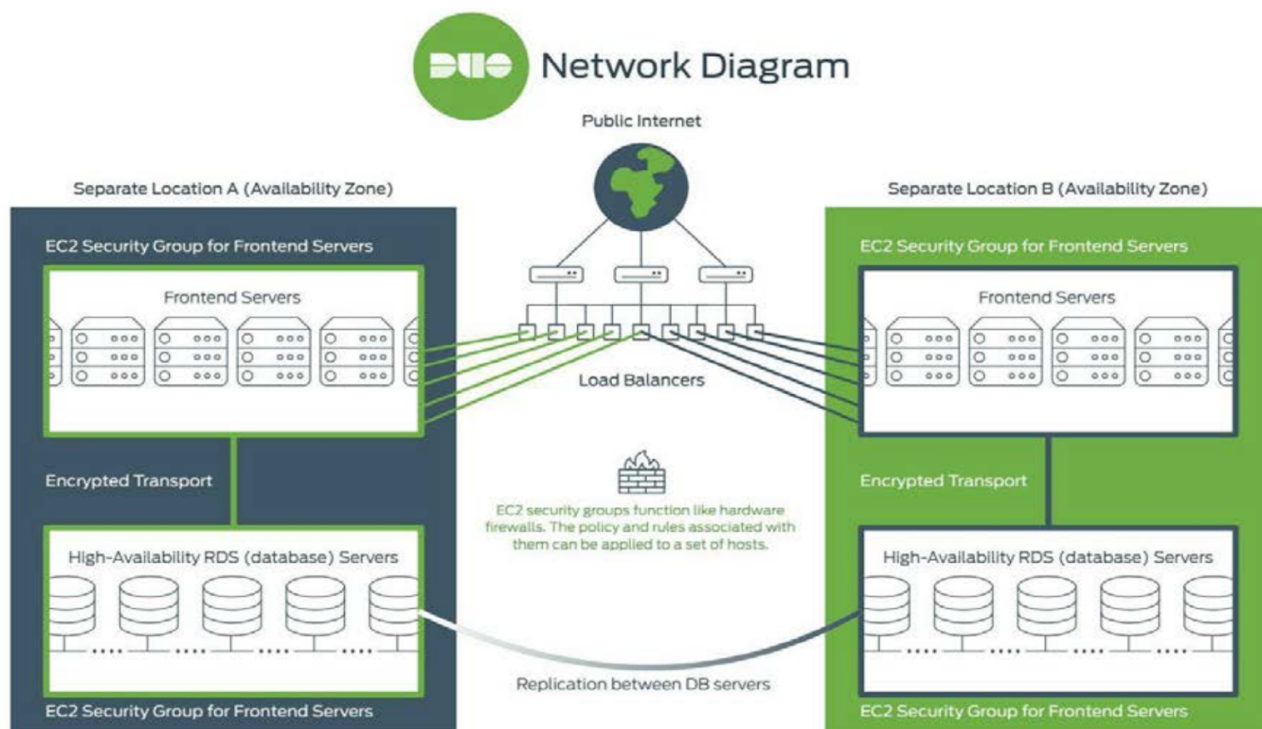 DUO Network Diagram
Public Internet
Separate Location A (Availability Zone)
Separate Location B (Availability Zone)
EC2 Security Group for Frontend Servers
EC2 Security Group for Frontend Servers
Frontend Servers
Frontend Servers
Load Balancers
Encrypted Transport
Encrypted Transport
EC2 security groups function like hardware
firewalls. The policy and rules associated with
them can be applied to a set of hosts.
High-Availability RDS (database) Servers
High-Availability RDS (database) Servers
Replication between DB servers
EC2 Security Group for Frontend Servers
EC2 Security Group for Frontend Servers